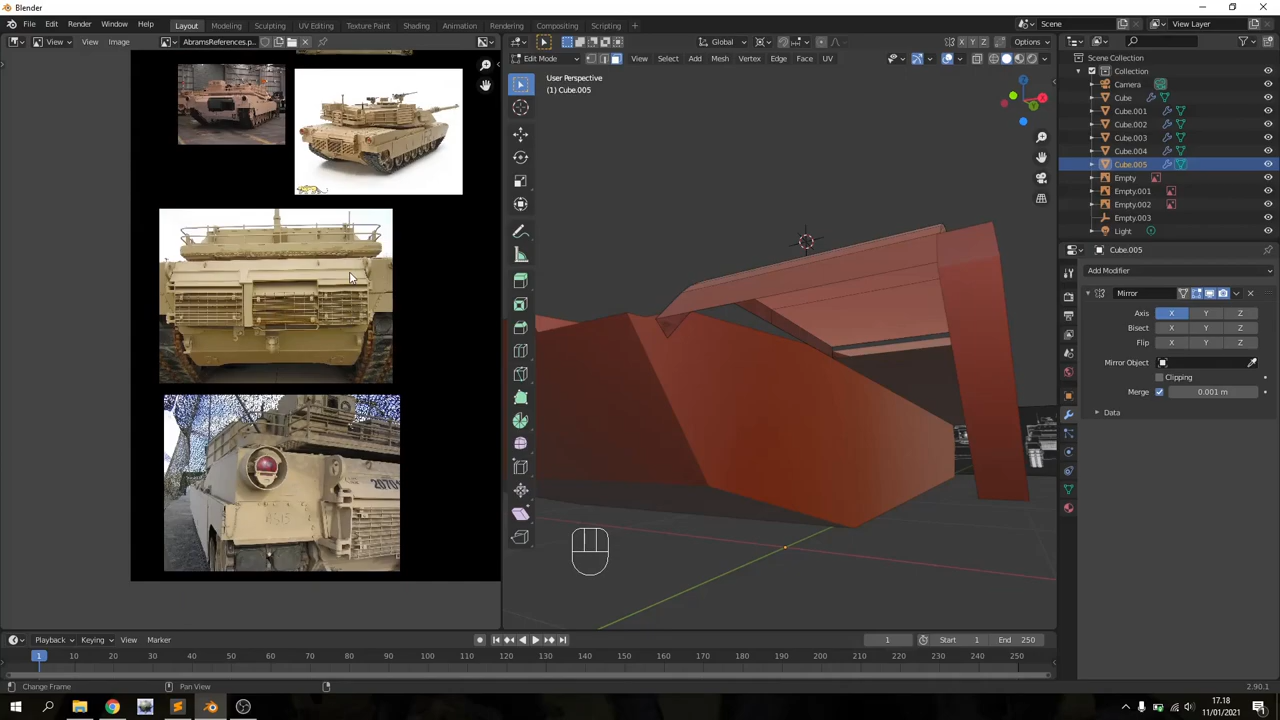 Blender
File Edit Render Window Help
Layout Modeling Sculpting UV Editing Texture Paint Shading Animation Rendering Compositing Scripting
Scene
View Layer
View View Image AbramsReferences.p
Global
X Y Z
Options
Edit Mode View Select Add Mesh Vertex Edge Face UV
User Perspective
(1) Cube.005
X
Scene Collection
Collection
Camera
Cube
Cube.001
Cube.002
Cube.003
Cube.004
Cube.005
Empty
Empty.001
Empty.002
Empty.003
Light
Cube.005
Add Modifier
Mirror
Axis X Y Z
Bisect X Y Z
Flip X Y Z
Mirror Object
Clipping
Merge 0.001 m
Data
Playback Keying View Marker
1
Start 1
End 250
1 10 20 30 40 50 60 70 80 90 100 110 120 130 140 150 160 170 180 190 200 210 220 230 240 250
Change Frame
Pan View
2.90.1
17.18
11/01/2021